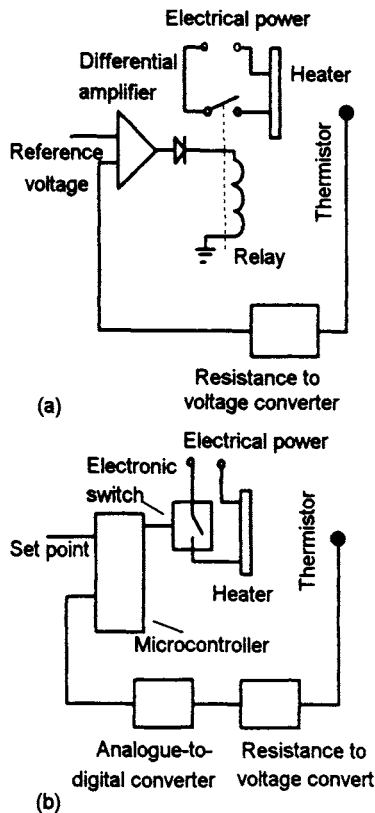 Electrical power
Differential
amplifier
Heater
Reference
voltage
Thermistor
Relay
Resistance to
voltage converter
(a)
Electrical power
Electronic
switch
Set point
Heater
Thermistor
Microcontroller
Analogue-to-
digital converter
Resistance to
voltage convert
(b)